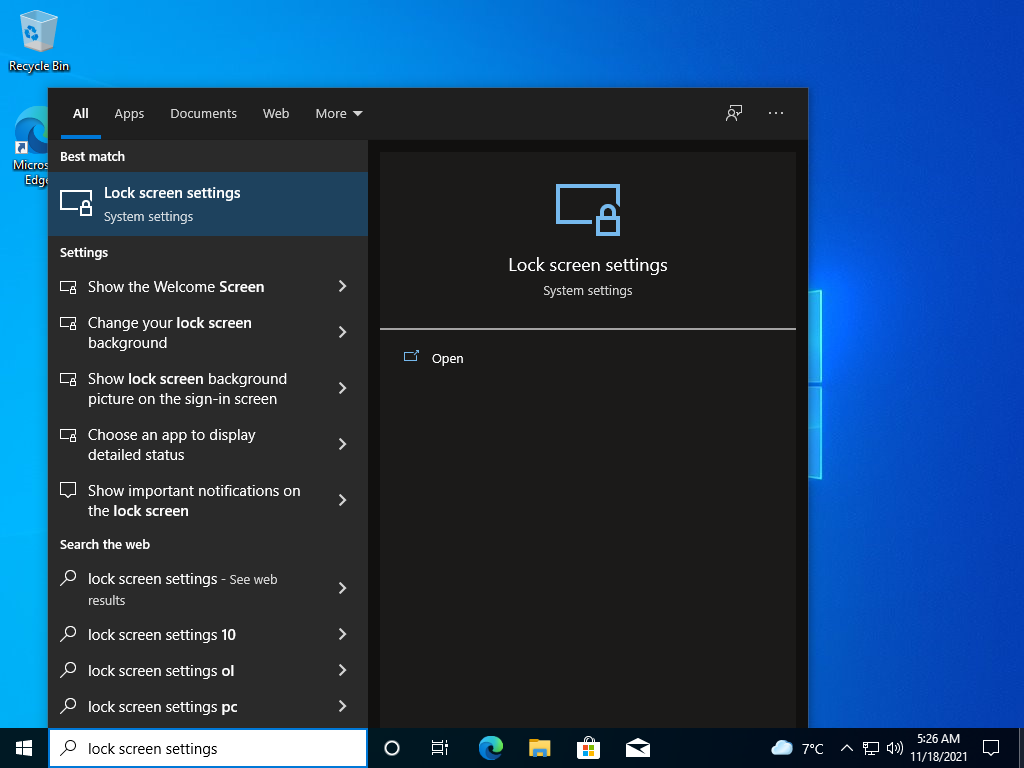 Recycle Bin
Micros
Edge
All Apps Documents Web More
Best match
Lock screen settings
System settings
Settings
Show the Welcome Screen
Change your lock screen
background
Show lock screen background
picture on the sign-in screen
Choose an app to display
detailed status
Show important notifications on
the lock screen
Search the web
lock screen settings - See web
results
lock screen settings 10
lock screen settings ol
lock screen settings pc
Lock screen settings
System settings
Open
lock screen settings
7°C
5:26 AM
11/18/2021